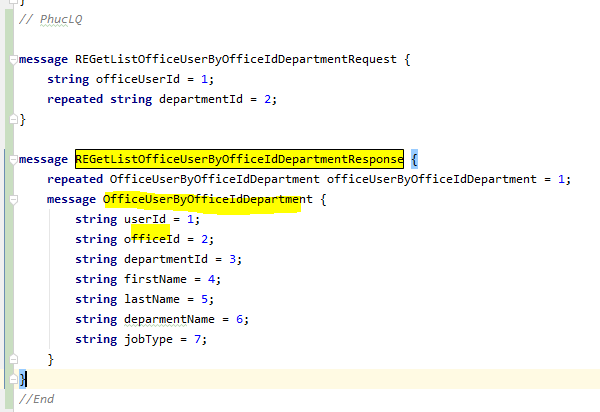 }
// PhucLQ
message REGetListOfficeUserByOfficeIdDepartmentRequest {
string officeUserId = 1;
repeated string departmentId = 2;
}
message REGetListOfficeUserByOfficeIdDepartmentResponse {
repeated OfficeUserByOfficeIdDepartment officeUserByOfficeIdDepartment = 1;
message OfficeUserByOfficeIdDepartment {
string userId = 1;
string officeId = 2;
string departmentId = 3;
string firstName = 4;
string lastName = 5;
string deparmentName = 6;
string jobType = 7;
}
}
//End